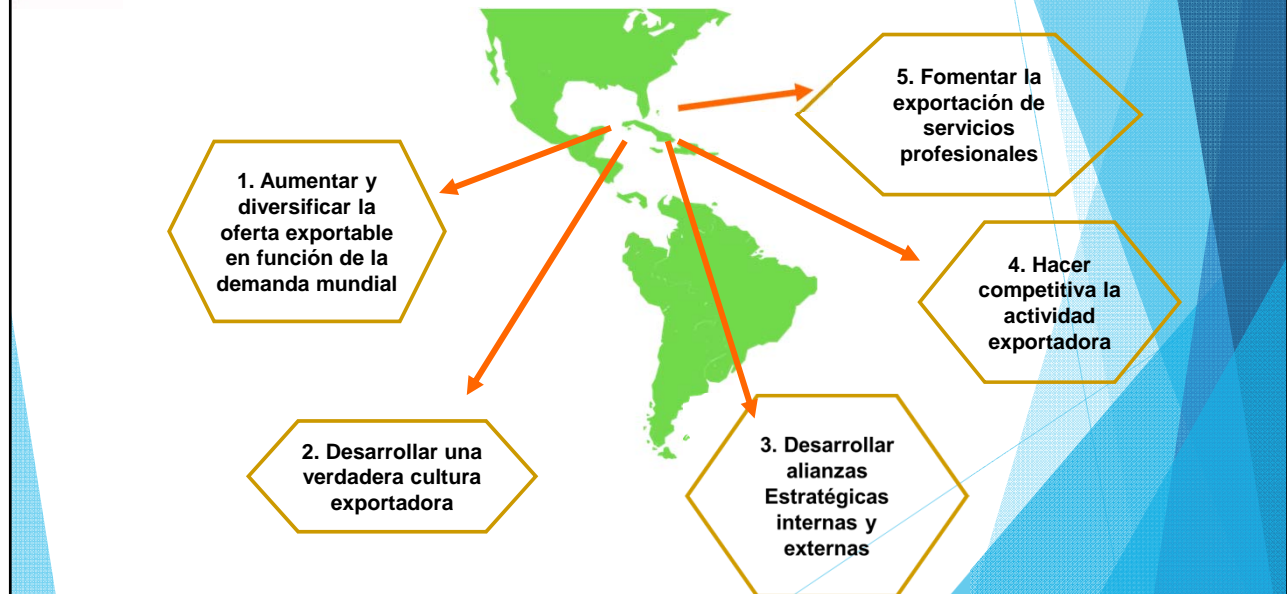 1. Aumentar y
diversificar la
oferta exportable
en función de la
demanda mundial
2. Desarrollar una
verdadera cultura
exportadora
3. Desarrollar
alianzas
Estratégicas
internas y
externas
4. Hacer
competitiva la
actividad
exportadora
5. Fomentar la
exportación de
servicios
profesionales